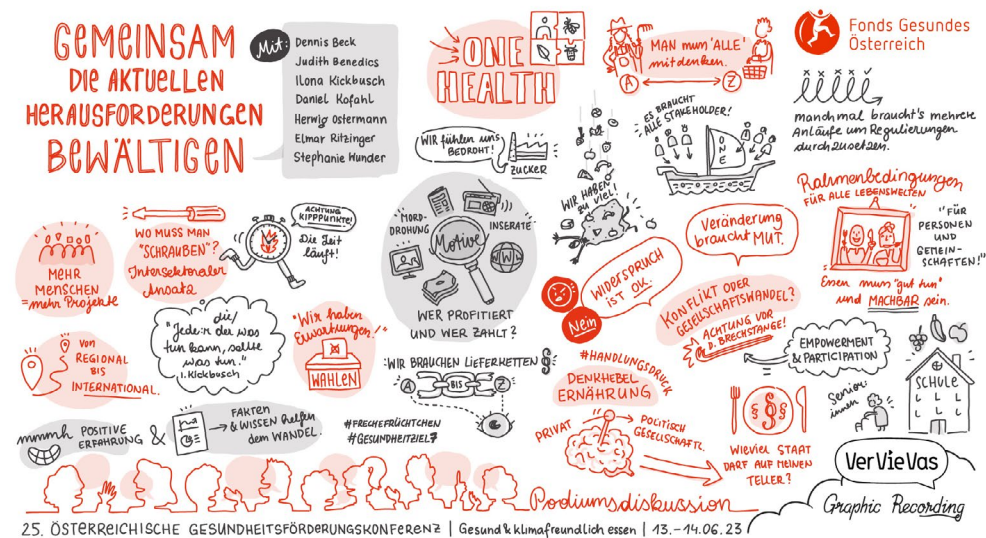 GEMEINSAM
DIE AKTUELLEN
HERAUSFORDERUNGEN
BEWÄLTIGEN
Mit:
Dennis Beck
Judith Benedics
Ilona Kickbusch
Daniel Kofahl
Herwig Ostermann
Elmar Ritzinger
Stephanie Wunder
ONE
HEALTH
MAN muss 'ALLE'
mitdenken.
A
Z
Fonds Gesundes
Österreich
manchmal braucht's mehrere
Anläufe um Regulierungen
durchzusetzen.
WIR fühlen uns
BEDROHT!
ZUCKER
WIR HABEN
ZU VIEL!
ES BRAUCHT
ALLE STAKEHOLDER!
ONE
Rahmenbedingungen
FÜR ALLE LEBENSWELTEN
"FÜR
PERSONEN
UND
GEMEIN-
SCHAFTEN!"
Essen muss "gut tun"
und MACHBAR sein.
MEHR
MENSCHEN
=mehr Projekte
WO MUSS MAN
"SCHRAUBEN"?
Intersektoraler
Ansatz
ACHTUNG
KIPPPUNKTE!
Die Zeit
läuft!
MORD-
DROHUNG
INSERATE
Motive
WWW
WER PROFITIERT
UND WER ZAHLT?
WIDERSPRUCH
IST OK.
Nein
Veränderung
braucht MUT.
KONFLIKT ODER
GESELLSCHAFTSWANDEL?
ACHTUNG VOR
D. BRECHSTANGE!
von
REGIONAL
BIS
INTERNATIONAL.
die/
"Jede:r der was
tun kann, sollte
was tun."
I. Kickbusch
"Wir haben
Erwartungen!"
WÄHLEN
WIR BRAUCHEN LIEFERKETTEN §§
A
BIS
Z
#HANDLUNGSDRUCK
DENKHEBEL
ERNÄHRUNG
PRIVAT
POLITISCH
GESELLSCHAFTL.
EMPOWERMENT
& PARTICIPATION
SCHULE
Senior:
innen
§§
WIEVIEL STAAT
DARF AUF MEINEN
TELLER?
mmmh POSITIVE
ERFAHRUNG
&
FAKTEN
& WISSEN helfen
dem WANDEL.
#FRECHEFRÜCHTCHEN
#GESUNDHEITSZIEL7
VerVieVas
Graphic Recording
Podiumsdiskussion
25. ÖSTERREICHISCHE GESUNDHEITSFÖRDERUNGSKONFERENZ | Gesund & klimafreundlich essen | 13.–14.06.23